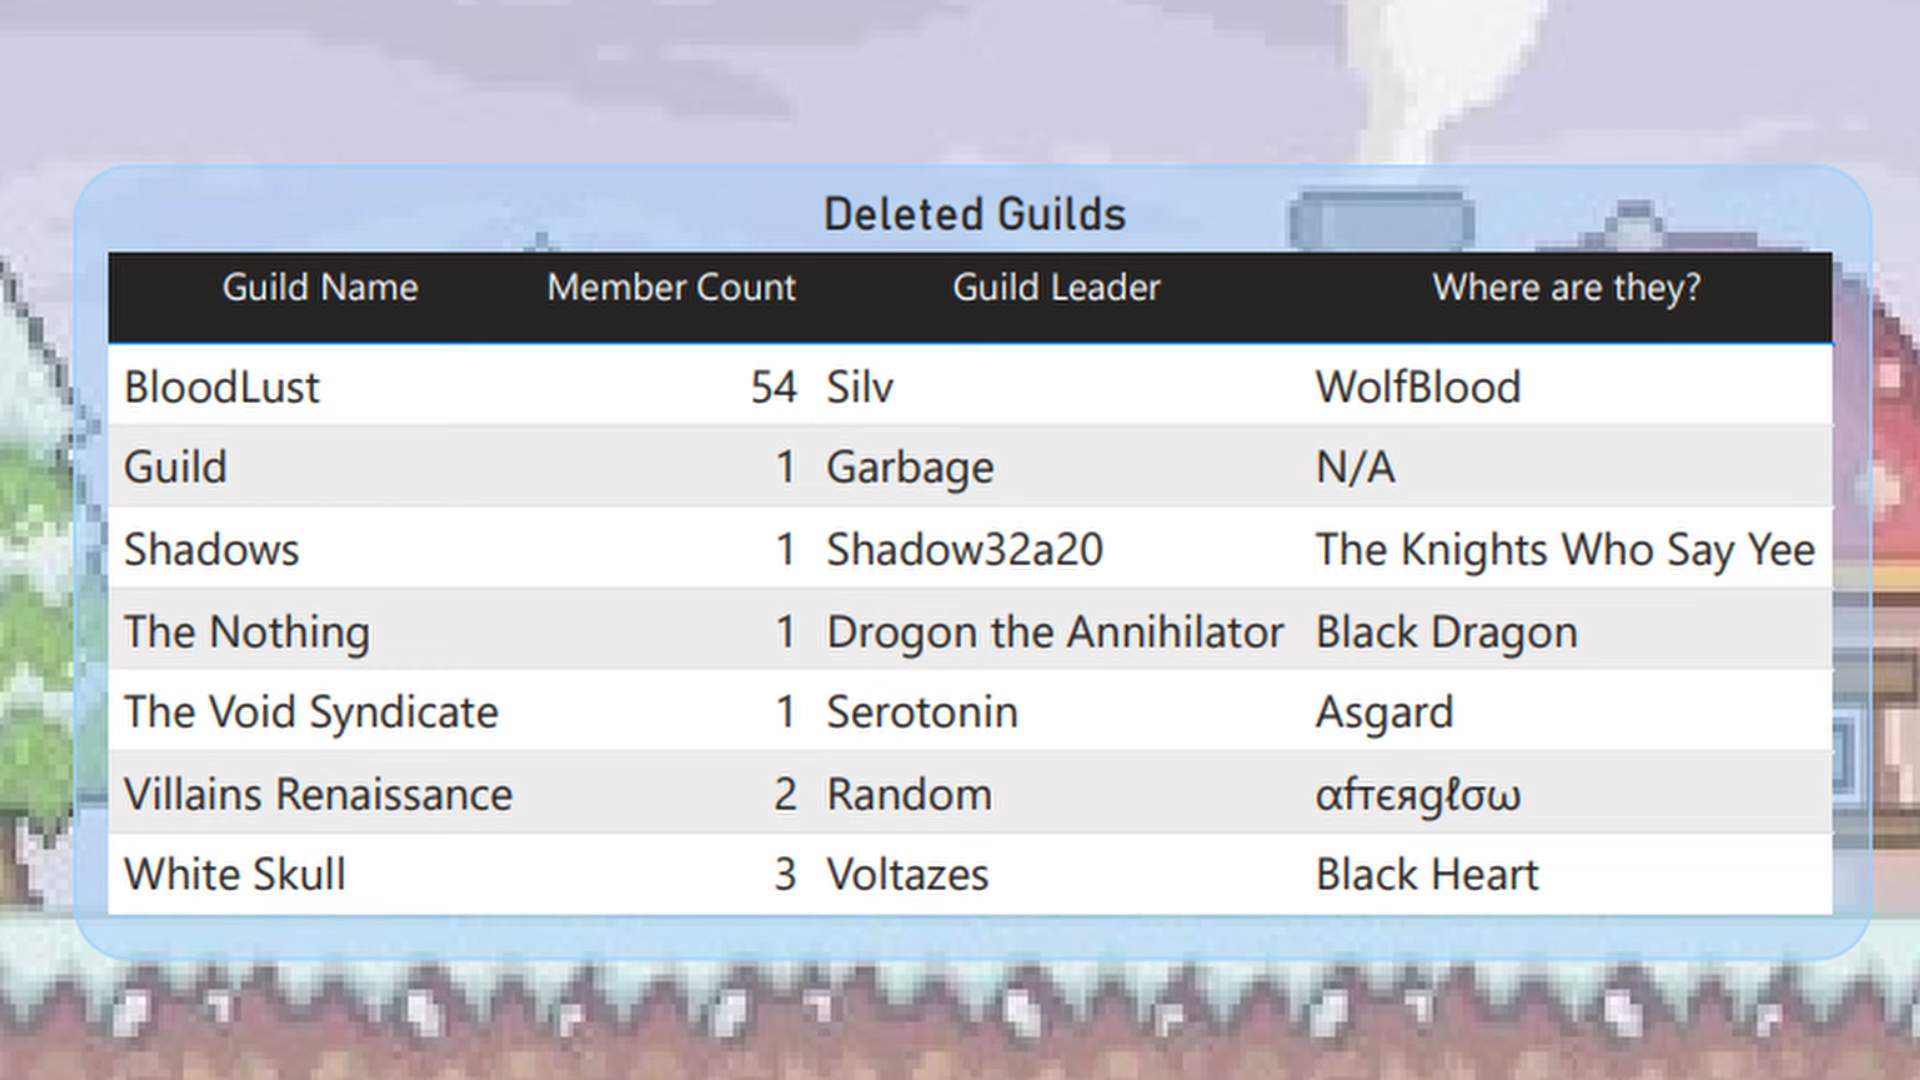 Deleted Guilds
Guild Name Member Count Guild Leader Where are they?
BloodLust 54 Silv WolfBlood
Guild 1 Garbage N/A
Shadows 1 Shadow32a20 The Knights Who Say Yee
The Nothing 1 Drogon the Annihilator Black Dragon
The Void Syndicate 1 Serotonin Asgard
Villains Renaissance 2 Random αfтєяgℓσω
White Skull 3 Voltazes Black Heart